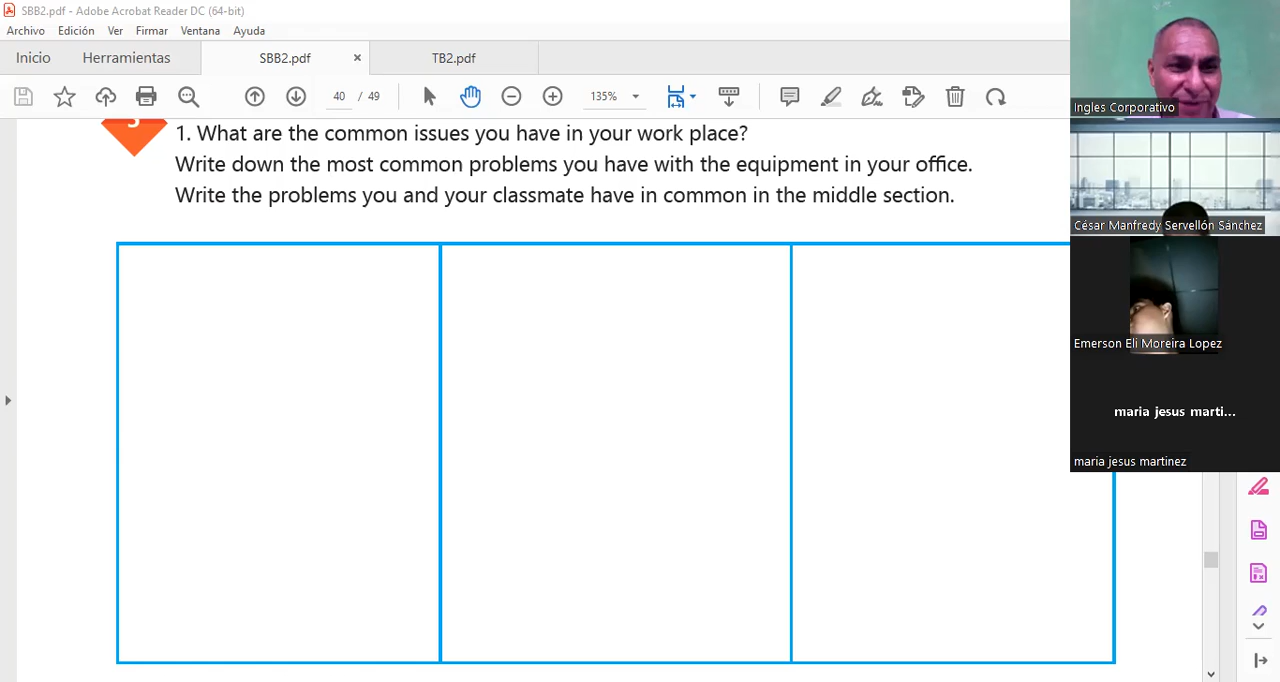 SBB2.pdf - Adobe Acrobat Reader DC (64-bit)
Archivo Edición Ver Firmar Ventana Ayuda
Inicio Herramientas SBB2.pdf × TB2.pdf
40 / 49 135%
1. What are the common issues you have in your work place?
Write down the most common problems you have with the equipment in your office.
Write the problems you and your classmate have in common in the middle section.
Ingles Corporativo
César Manfredy Servellón Sánchez
Emerson Eli Moreira Lopez
maria jesus marti...
maria jesus martinez